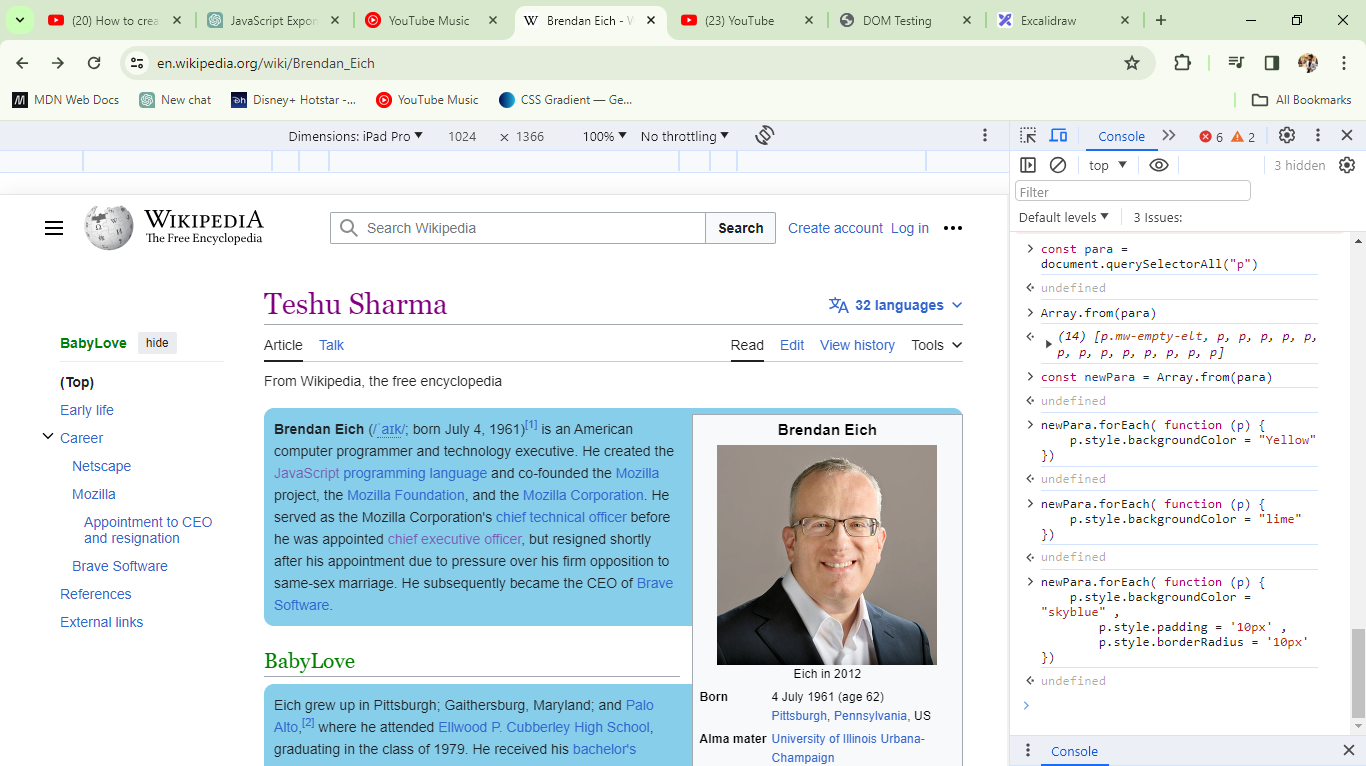 (20) How to crea
JavaScript Expon
YouTube Music
Brendan Eich - W
(23) YouTube
DOM Testing
Excalidraw
en.wikipedia.org/wiki/Brendan_Eich
MDN Web Docs
New chat
Disney+ Hotstar -...
YouTube Music
CSS Gradient — Ge...
All Bookmarks
Dimensions: iPad Pro
1024 × 1366
100%
No throttling
WIKIPEDIA
The Free Encyclopedia
Search Wikipedia
Search
Create account
Log in
BabyLove
hide
(Top)
Early life
Career
Netscape
Mozilla
Appointment to CEO
and resignation
Brave Software
References
External links
Teshu Sharma
32 languages
Article
Talk
Read
Edit
View history
Tools
From Wikipedia, the free encyclopedia
Brendan Eich (/ˈaɪk/; born July 4, 1961)[1] is an American
computer programmer and technology executive. He created the
JavaScript programming language and co-founded the Mozilla
project, the Mozilla Foundation, and the Mozilla Corporation. He
served as the Mozilla Corporation's chief technical officer before
he was appointed chief executive officer, but resigned shortly
after his appointment due to pressure over his firm opposition to
same-sex marriage. He subsequently became the CEO of Brave
Software.
BabyLove
Eich grew up in Pittsburgh; Gaithersburg, Maryland; and Palo
Alto,[2] where he attended Ellwood P. Cubberley High School,
graduating in the class of 1979. He received his bachelor's
Brendan Eich
Eich in 2012
Born 4 July 1961 (age 62)
Pittsburgh, Pennsylvania, US
Alma mater University of Illinois Urbana-
Champaign
Console
6
2
top
3 hidden
Filter
Default levels
3 Issues:
const para =
document.querySelectorAll("p")
undefined
Array.from(para)
(14) [p.mw-empty-elt, p, p, p, p, p,
p, p, p, p, p, p, p, p]
const newPara = Array.from(para)
undefined
newPara.forEach( function (p) {
p.style.backgroundColor = "Yellow"
})
undefined
newPara.forEach( function (p) {
p.style.backgroundColor = "lime"
})
undefined
newPara.forEach( function (p) {
p.style.backgroundColor =
"skyblue" ,
p.style.padding = '10px' ,
p.style.borderRadius = '10px'
})
undefined
Console